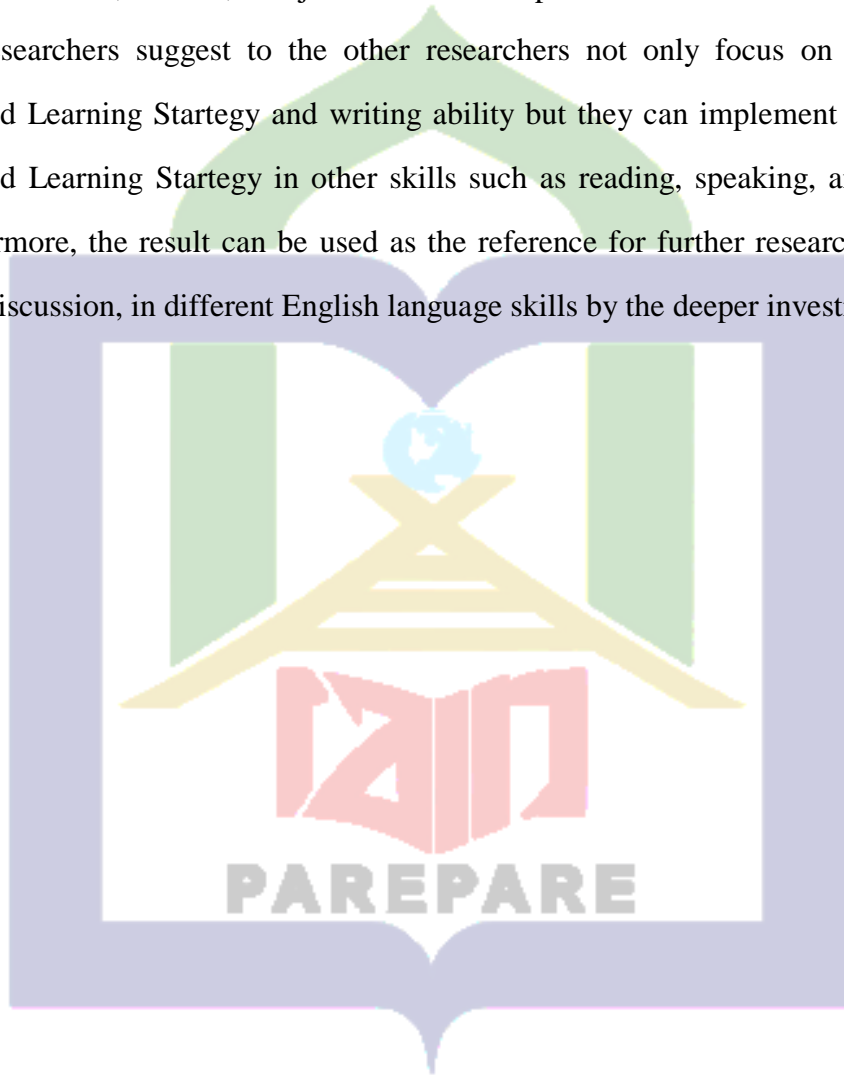 searchers suggest to the other researchers not only focus on
d Learning Startegy and writing ability but they can implement
d Learning Startegy in other skills such as reading, speaking, a
rmore, the result can be used as the reference for further researc
iscussion, in different English language skills by the deeper invest
iain
PAREPARE